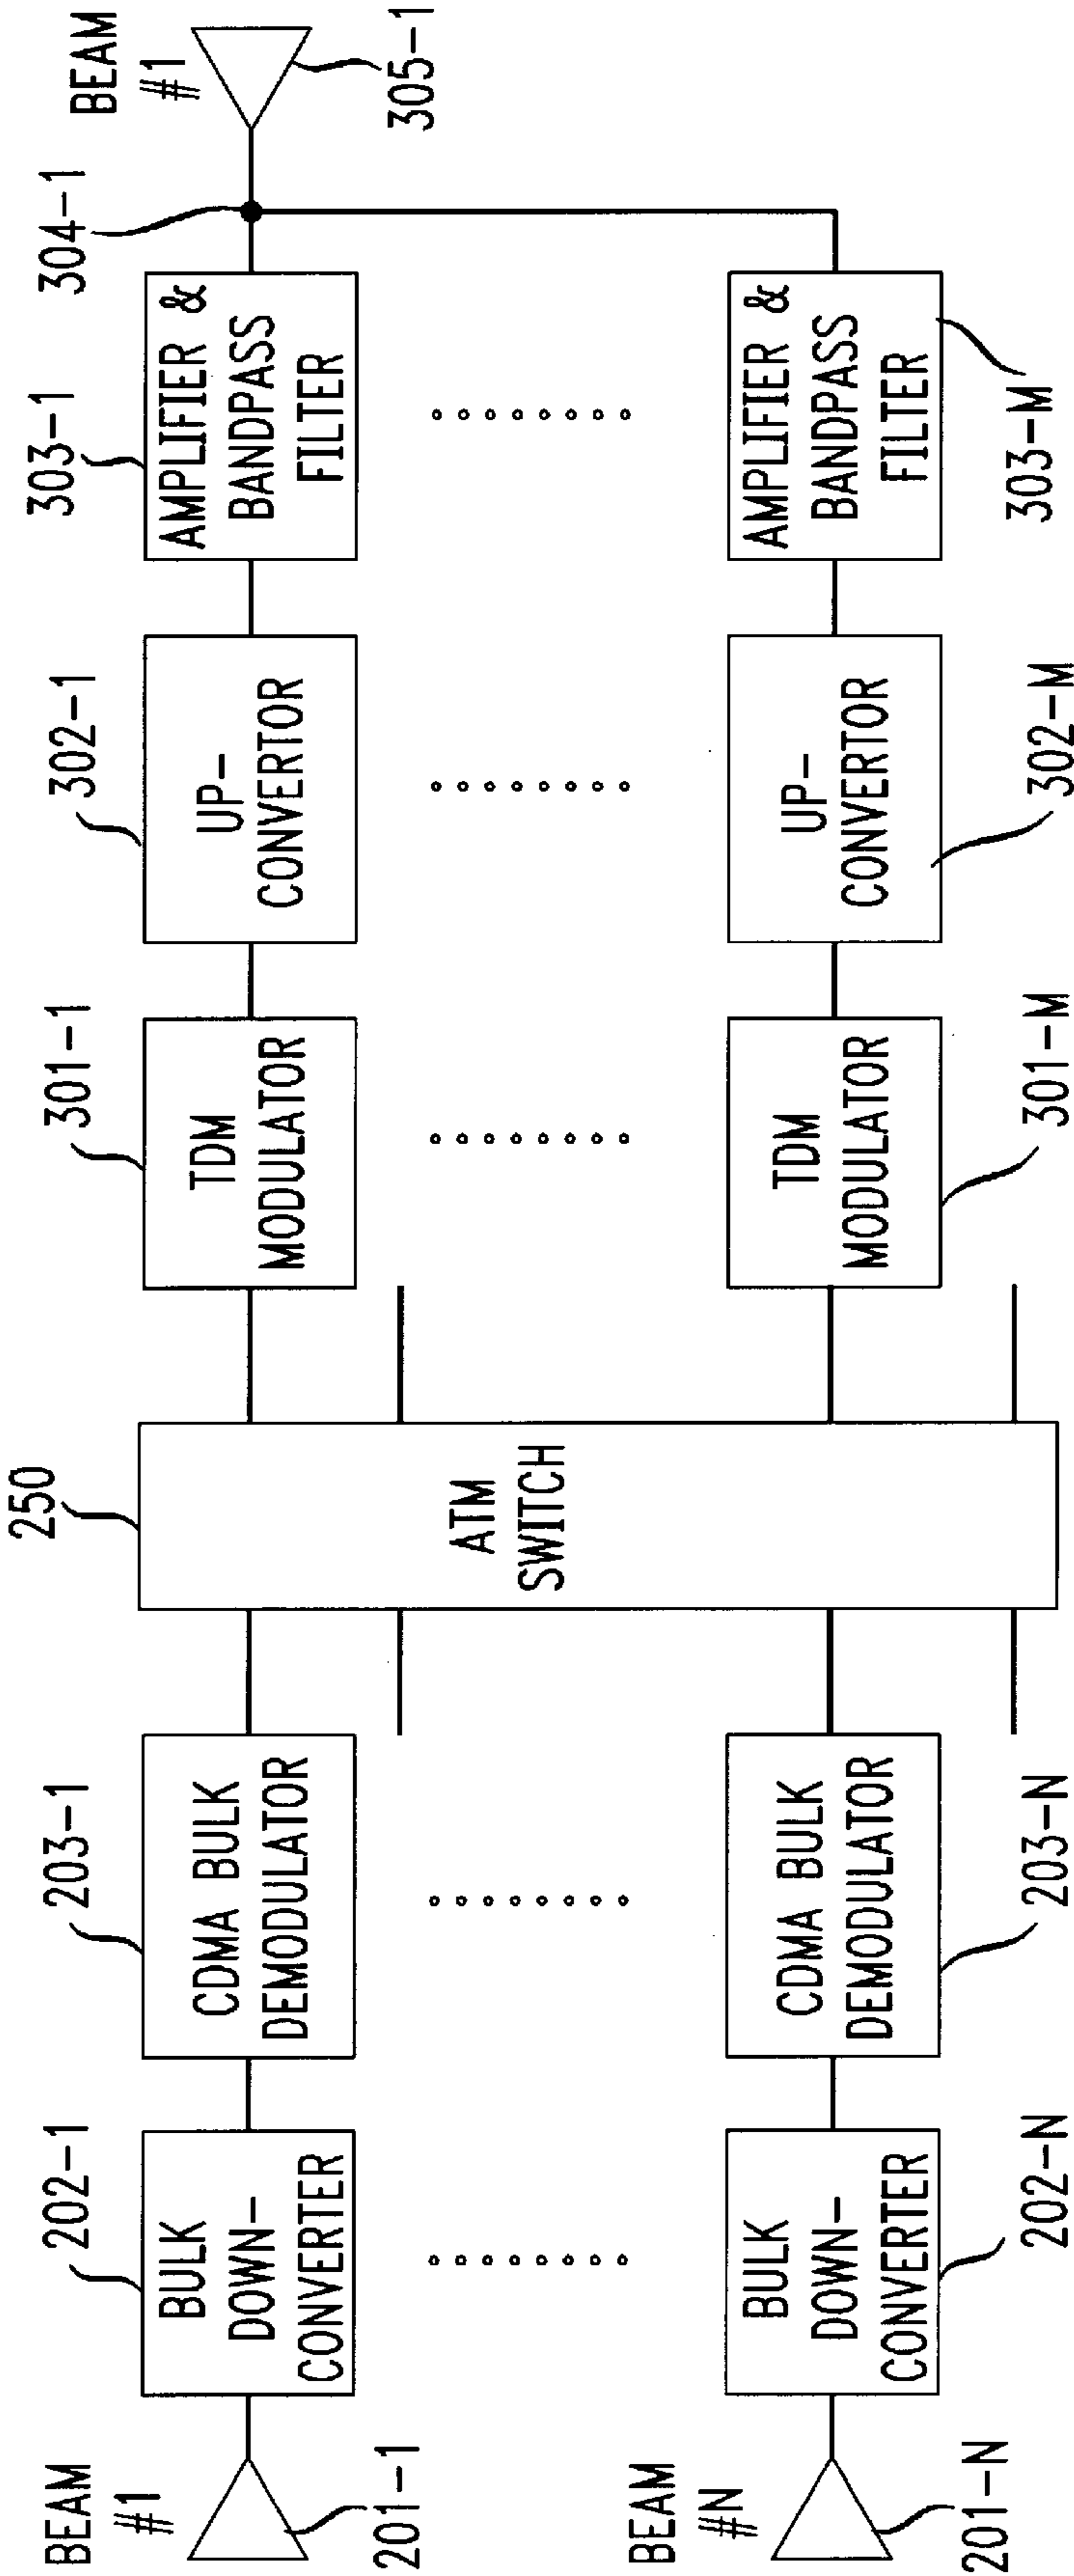 BEAM
#1
201-1
202-1
BULK
DOWN-
CONVERTER
203-1
CDMA BULK
DEMODULATOR
250
ATM
SWITCH
301-1
TDM
MODULATOR
302-1
UP-
CONVERTOR
303-1
AMPLIFIER &
BANDPASS
FILTER
304-1
BEAM
#1
305-1
BEAM
#N
201-N
BULK
DOWN-
CONVERTER
202-N
CDMA BULK
DEMODULATOR
203-N
TDM
MODULATOR
301-M
UP-
CONVERTOR
302-M
AMPLIFIER &
BANDPASS
FILTER
303-M